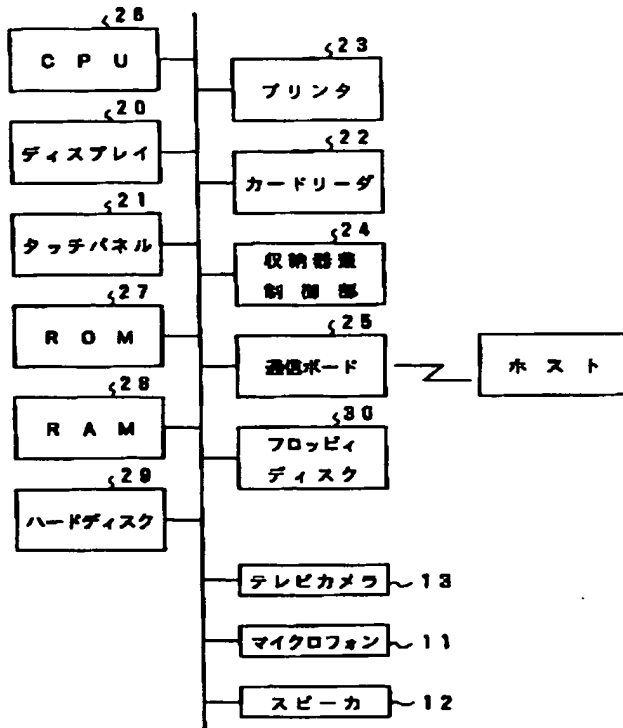 26
CPU
20
ディスプレイ
21
タッチパネル
27
ROM
28
RAM
29
ハードディスク
23
プリンタ
22
カードリーダ
24
収納器蓋
制御部
25
通信ボード
ホスト
30
フロッピィ
ディスク
テレビカメラ 13
マイクロフォン 11
スピーカ 12